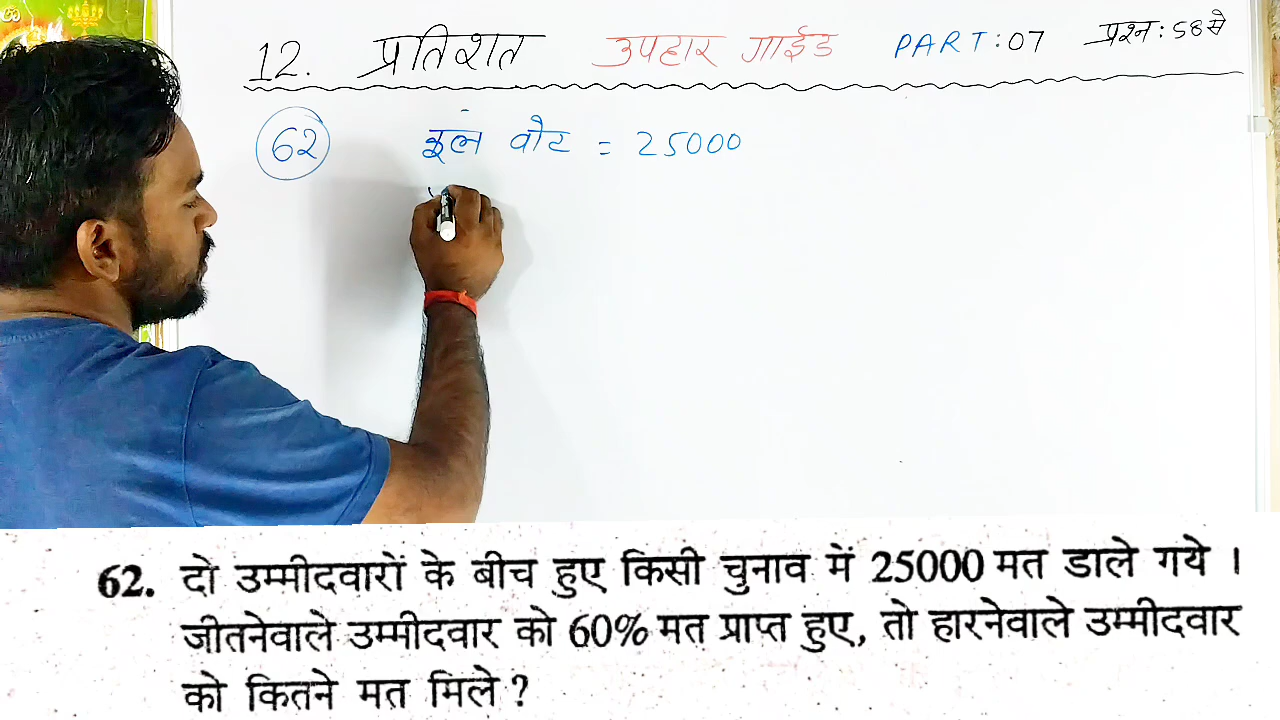 12. प्रतिशत उपहार गाईड PART:07 प्रश्न: 58 से
62 कुल वोट = 25000
62. दो उम्मीदवारों के बीच हुए किसी चुनाव में 25000 मत डाले गये ।
जीतनेवाले उम्मीदवार को 60% मत प्राप्त हुए, तो हारनेवाले उम्मीदवार
को कितने मत मिले ?